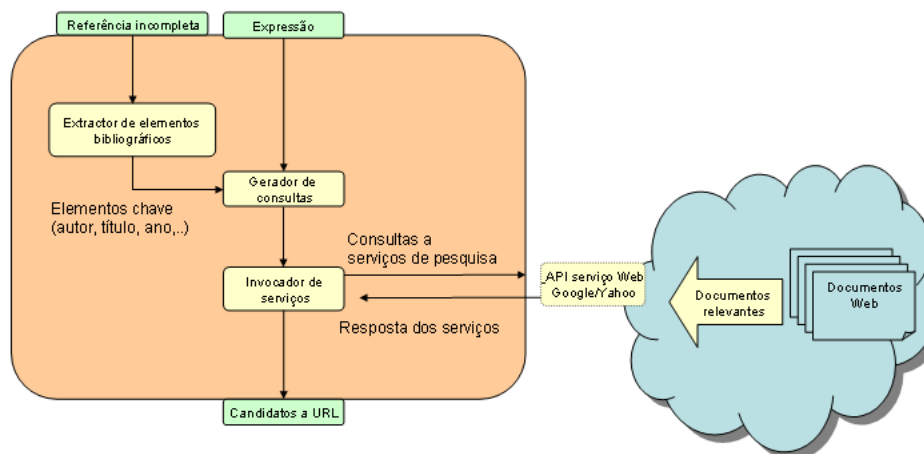 Referência incompleta
Expressão
Extractor de elementos
bibliográficos
Gerador de
consultas
Elementos chave
(autor, título, ano,..)
Consultas a
serviços de pesquisa
Invocador de
serviços
API serviço Web
Google/Yahoo
Resposta dos serviços
Documentos
relevantes
Documentos
Web
Candidatos a URL